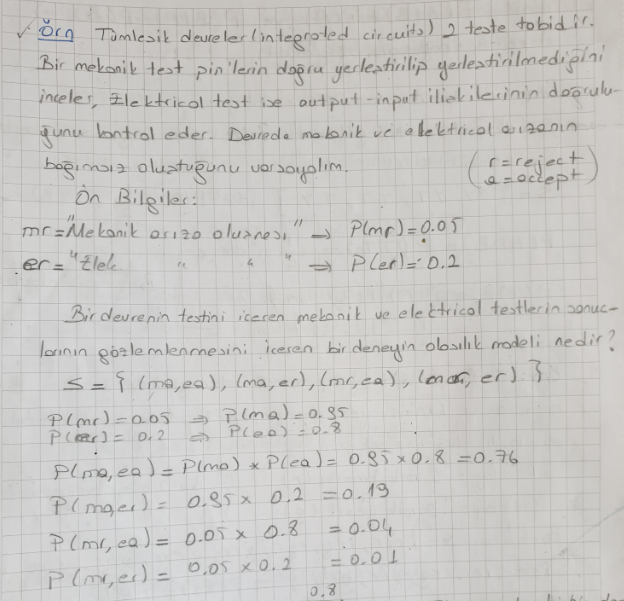 ✓ Örn Tümleşik devreler (integrated circuits) 2 teste tabidir.
Bir mekanik test pin'lerin doğru yerleştirilip yerleştirilmediğini
inceler, Elektrical test ise output-input ilişkilerinin doğrulu-
ğunu kontrol eder. Devrede mekanik ve elektrical arızanın
bağımsız oluştuğunu varsayalım.
(r = reject
a = accept)
Ön Bilgiler:
mr = "Mekanik arıza oluşması" → P(mr) = 0.05
er = "Elek " " " ⇒ P(er) = 0.2
Bir devrenin testini içeren mekanik ve elektrical testlerin sonuç-
larının gözlemlenmesini içeren bir deneyin olasılık modeli nedir?
S = { (ma,ea), (ma,er), (mr,ea), (mr, er) }
P(mr) = 0.05 ⇒ P(ma) = 0.95
P(er) = 0.2 ⇒ P(ea) = 0.8
P(ma,ea) = P(ma) × P(ea) = 0.95 × 0.8 = 0.76
P(ma,er) = 0.95 × 0.2 = 0.19
P(mr,ea) = 0.05 × 0.8 = 0.04
P(mr,er) = 0.05 × 0.2 = 0.01
0.8